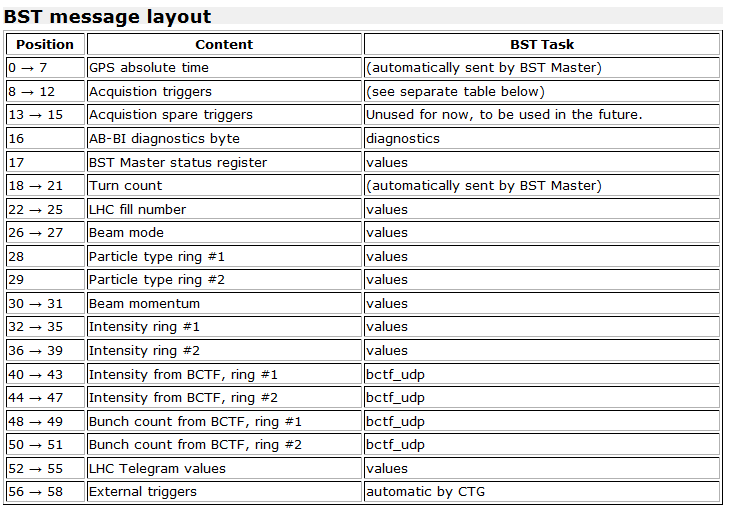 BST message layout
Position Content BST Task
0 → 7 GPS absolute time (automatically sent by BST Master)
8 → 12 Acquistion triggers (see separate table below)
13 → 15 Acquistion spare triggers Unused for now, to be used in the future.
16 AB-BI diagnostics byte diagnostics
17 BST Master status register values
18 → 21 Turn count (automatically sent by BST Master)
22 → 25 LHC fill number values
26 → 27 Beam mode values
28 Particle type ring #1 values
29 Particle type ring #2 values
30 → 31 Beam momentum values
32 → 35 Intensity ring #1 values
36 → 39 Intensity ring #2 values
40 → 43 Intensity from BCTF, ring #1 bctf_udp
44 → 47 Intensity from BCTF, ring #2 bctf_udp
48 → 49 Bunch count from BCTF, ring #1 bctf_udp
50 → 51 Bunch count from BCTF, ring #2 bctf_udp
52 → 55 LHC Telegram values values
56 → 58 External triggers automatic by CTG